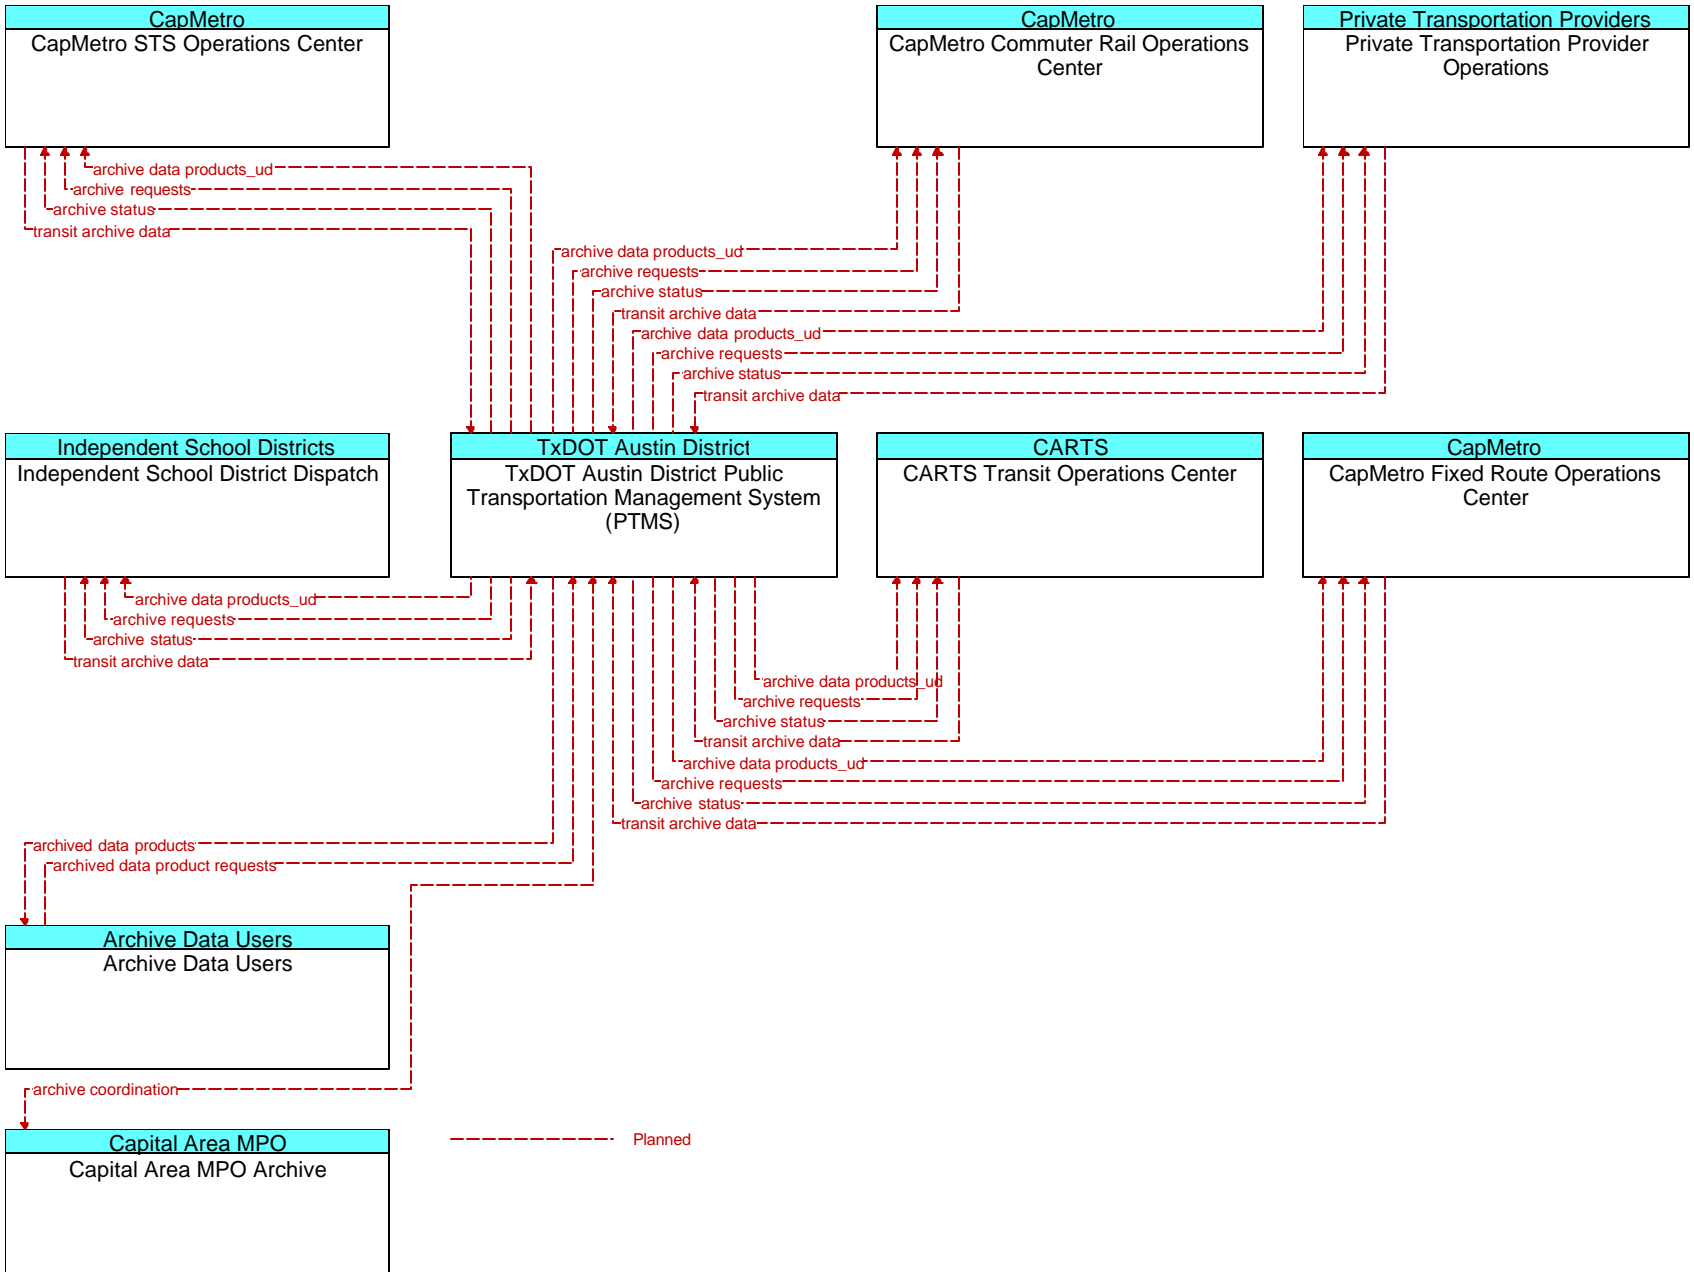 CapMetro
CapMetro STS Operations Center
CapMetro
CapMetro Commuter Rail Operations
Center
Private Transportation Providers
Private Transportation Provider
Operations
archive data products_ud
archive requests
archive status
transit archive data
archive data products_ud
archive requests
archive status
transit archive data
archive data products_ud
archive requests
archive status
transit archive data
Independent School Districts
Independent School District Dispatch
TxDOT Austin District
TxDOT Austin District Public
Transportation Management System
(PTMS)
CARTS
CARTS Transit Operations Center
CapMetro
CapMetro Fixed Route Operations
Center
archive data products_ud
archive requests
archive status
transit archive data
archive data products_ud
archive requests
archive status
transit archive data
archive data products_ud
archive requests
archive status
transit archive data
archived data products
archived data product requests
Archive Data Users
Archive Data Users
archive coordination
Capital Area MPO
Capital Area MPO Archive
Planned